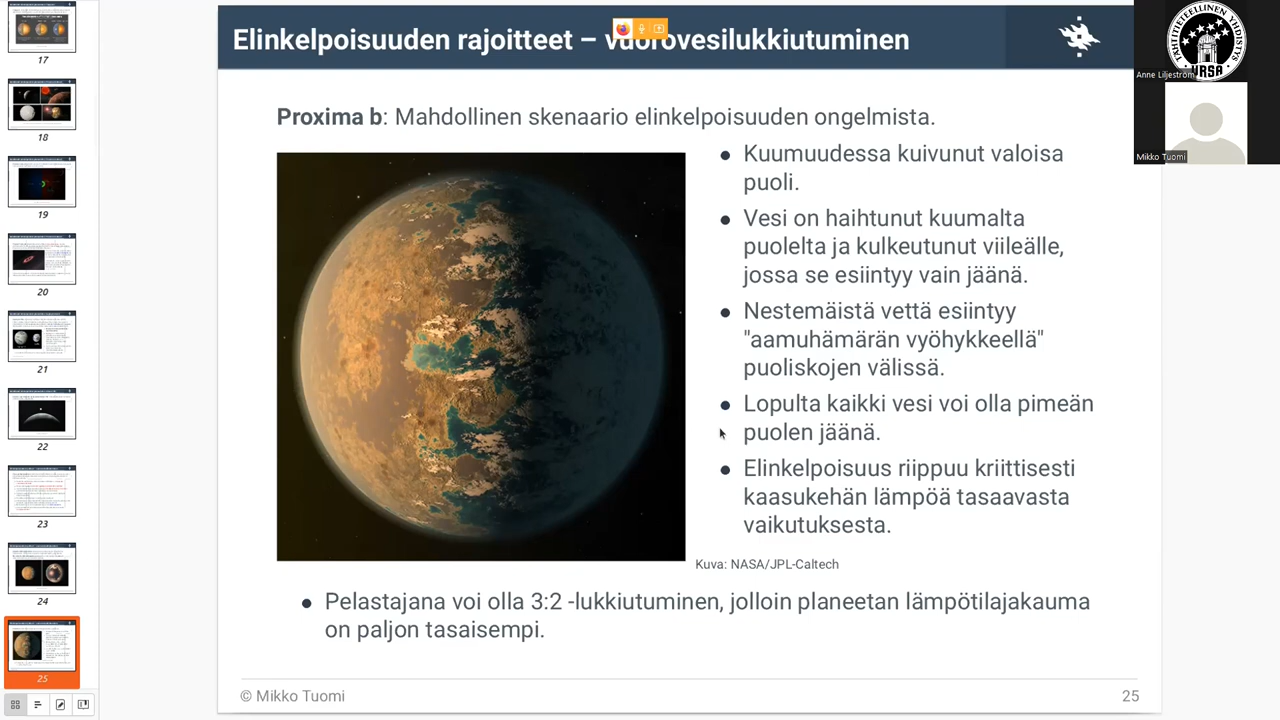 Elinkelpoisuuden rajoitteet – vuorovesilukkiutuminen
Proxima b: Mahdollinen skenaario elinkelpoisuuden ongelmista.
Kuumuudessa kuivunut valoisa
puoli.
Vesi on haihtunut kuumalta
puolelta ja kulkeutunut viileälle,
jossa se esiintyy vain jäänä.
Nestemäistä vettä esiintyy
"aamuhämärän vyöhykkeellä"
puoliskojen välissä.
Lopulta kaikki vesi voi olla pimeän
puolen jäänä.
Elinkelpoisuus riippuu kriittisesti
kaasukehän lämpöä tasaavasta
vaikutuksesta.
Kuva: NASA/JPL-Caltech
Pelastajana voi olla 3:2 -lukkiutuminen, jolloin planeetan lämpötilajakauma
on paljon tasaisempi.
© Mikko Tuomi
25
17
18
19
20
21
22
23
24
25
URSA
Anne Liljeström
Mikko Tuomi